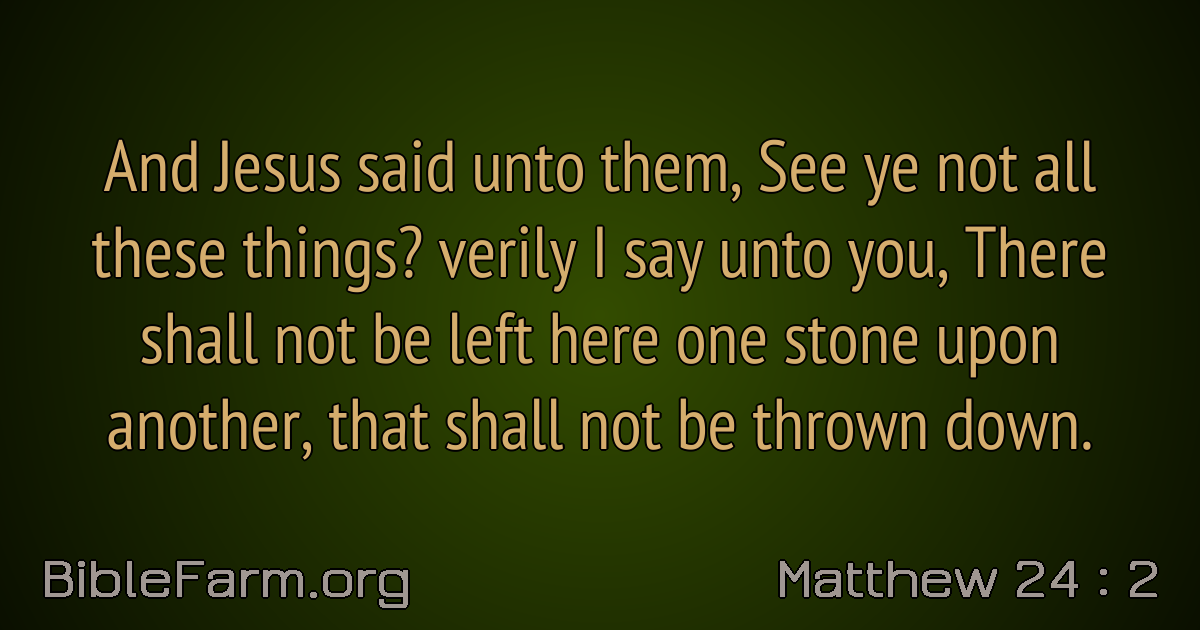 And Jesus said unto them, See ye not all
these things? verily I say unto you, There
shall not be left here one stone upon
another, that shall not be thrown down.
BibleFarm.org
Matthew 24 : 2